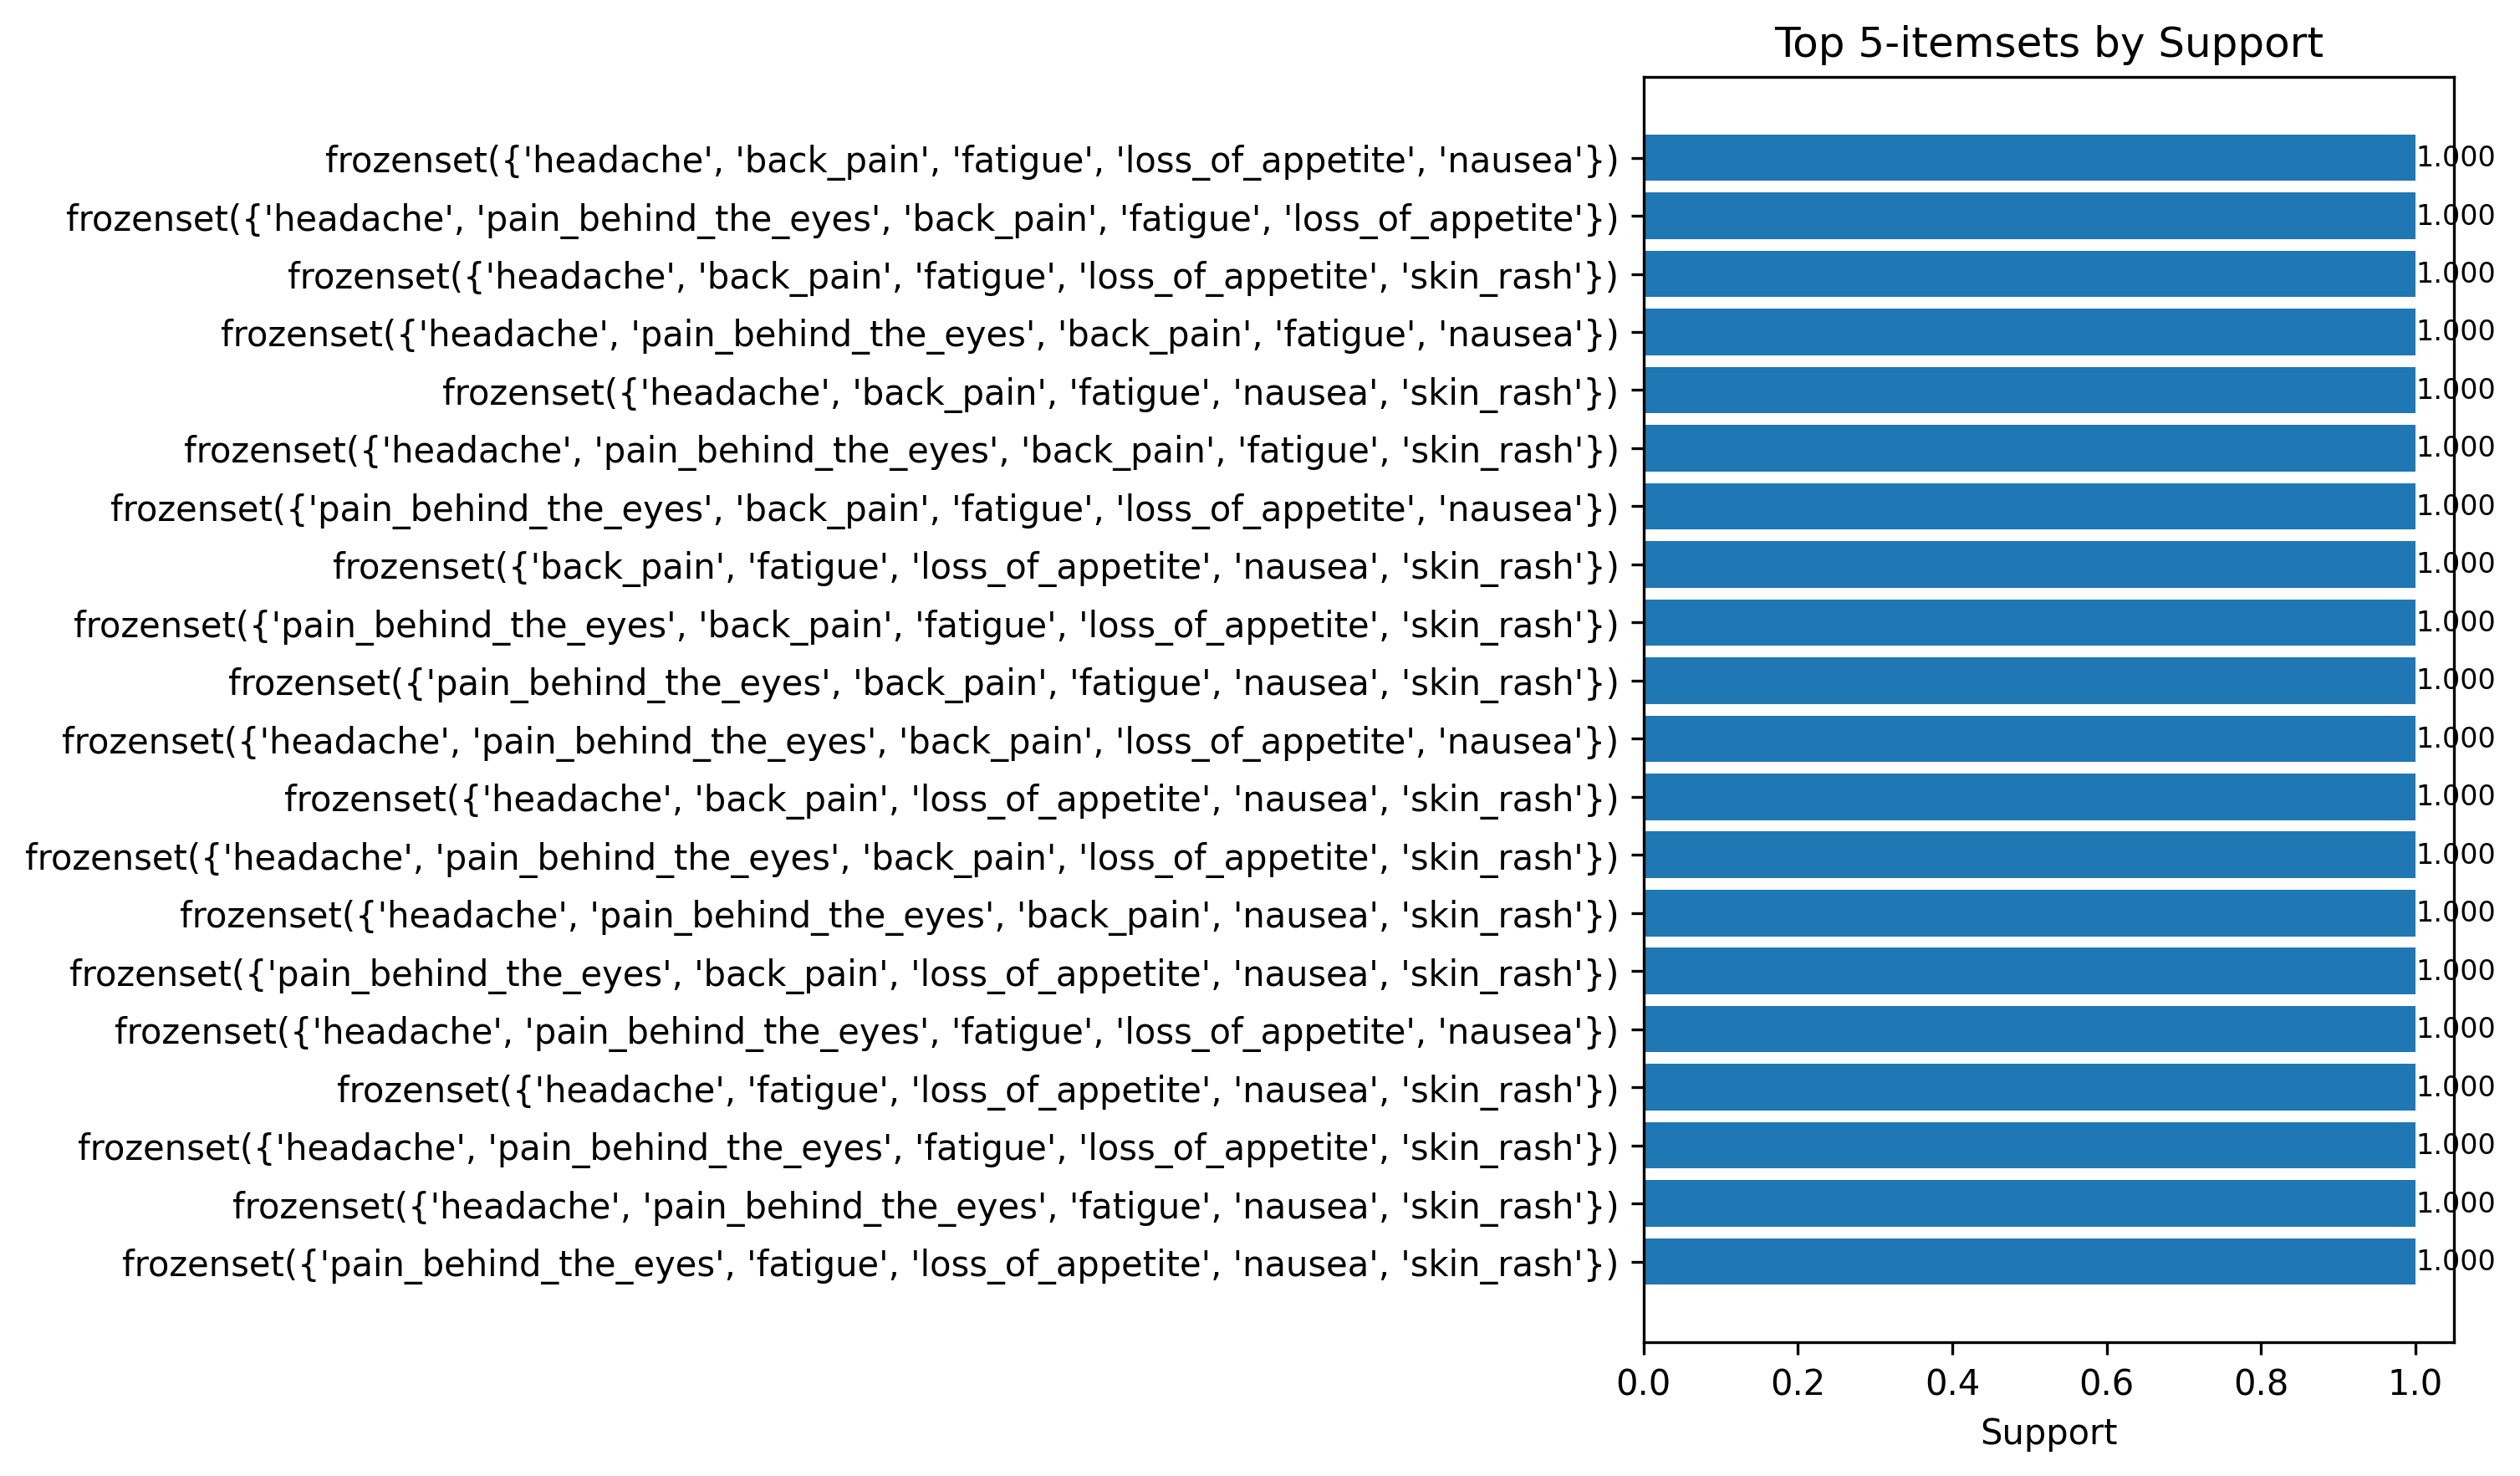 Top 5-itemsets by Support
frozenset({'headache', 'back_pain', 'fatigue', 'loss_of_appetite', 'nausea'}) 1.000
frozenset({'headache', 'pain_behind_the_eyes', 'back_pain', 'fatigue', 'loss_of_appetite'}) 1.000
frozenset({'headache', 'back_pain', 'fatigue', 'loss_of_appetite', 'skin_rash'}) 1.000
frozenset({'headache', 'pain_behind_the_eyes', 'back_pain', 'fatigue', 'nausea'}) 1.000
frozenset({'headache', 'back_pain', 'fatigue', 'nausea', 'skin_rash'}) 1.000
frozenset({'headache', 'pain_behind_the_eyes', 'back_pain', 'fatigue', 'skin_rash'}) 1.000
frozenset({'pain_behind_the_eyes', 'back_pain', 'fatigue', 'loss_of_appetite', 'nausea'}) 1.000
frozenset({'back_pain', 'fatigue', 'loss_of_appetite', 'nausea', 'skin_rash'}) 1.000
frozenset({'pain_behind_the_eyes', 'back_pain', 'fatigue', 'loss_of_appetite', 'skin_rash'}) 1.000
frozenset({'pain_behind_the_eyes', 'back_pain', 'fatigue', 'nausea', 'skin_rash'}) 1.000
frozenset({'headache', 'pain_behind_the_eyes', 'back_pain', 'loss_of_appetite', 'nausea'}) 1.000
frozenset({'headache', 'back_pain', 'loss_of_appetite', 'nausea', 'skin_rash'}) 1.000
frozenset({'headache', 'pain_behind_the_eyes', 'back_pain', 'loss_of_appetite', 'skin_rash'}) 1.000
frozenset({'headache', 'pain_behind_the_eyes', 'back_pain', 'nausea', 'skin_rash'}) 1.000
frozenset({'pain_behind_the_eyes', 'back_pain', 'loss_of_appetite', 'nausea', 'skin_rash'}) 1.000
frozenset({'headache', 'pain_behind_the_eyes', 'fatigue', 'loss_of_appetite', 'nausea'}) 1.000
frozenset({'headache', 'fatigue', 'loss_of_appetite', 'nausea', 'skin_rash'}) 1.000
frozenset({'headache', 'pain_behind_the_eyes', 'fatigue', 'loss_of_appetite', 'skin_rash'}) 1.000
frozenset({'headache', 'pain_behind_the_eyes', 'fatigue', 'nausea', 'skin_rash'}) 1.000
frozenset({'pain_behind_the_eyes', 'fatigue', 'loss_of_appetite', 'nausea', 'skin_rash'}) 1.000
0.0 0.2 0.4 0.6 0.8 1.0
Support